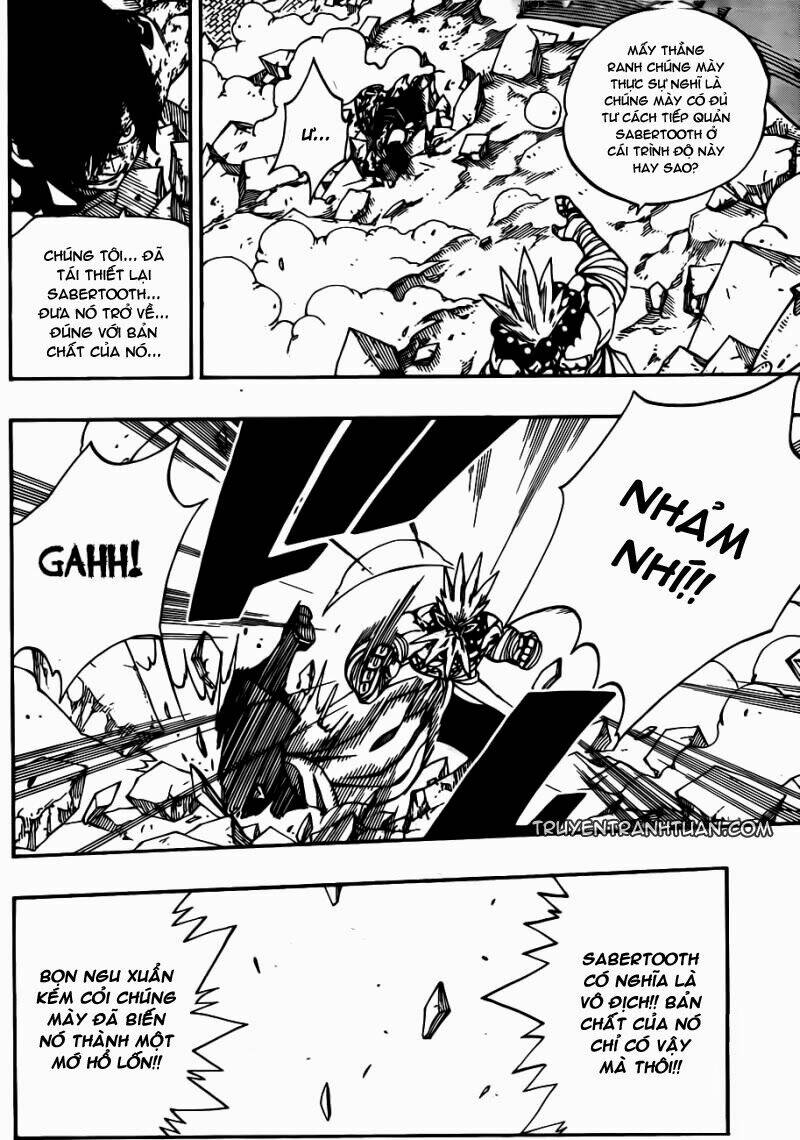 MẤY THẰNG
RANH CHÚNG MÀY
THỰC SỰ NGHĨ LÀ
CHÚNG MÀY CÓ ĐỦ
TƯ CÁCH TIẾP QUẢN
SABERTOOTH Ở
CÁI TRÌNH ĐỘ NÀY
HAY SAO?
Ư...
CHÚNG TÔI... ĐÃ
TÁI THIẾT LẠI
SABERTOOTH...
ĐƯA NÓ TRỞ VỀ...
ĐÚNG VỚI BẢN
CHẤT CỦA NÓ...
NHẢM
NHÍ!!
GAHH!
TRUYENTRANHTUAN.COM
SABERTOOTH
CÓ NGHĨA LÀ
VÔ ĐỊCH!! BẢN
CHẤT CỦA NÓ
CHỈ CÓ VẬY
MÀ THÔI!!
BỌN NGU XUẨN
KÉM CỎI CHÚNG
MÀY ĐÃ BIẾN
NÓ THÀNH MỘT
MỚ HỒ LỐN!!